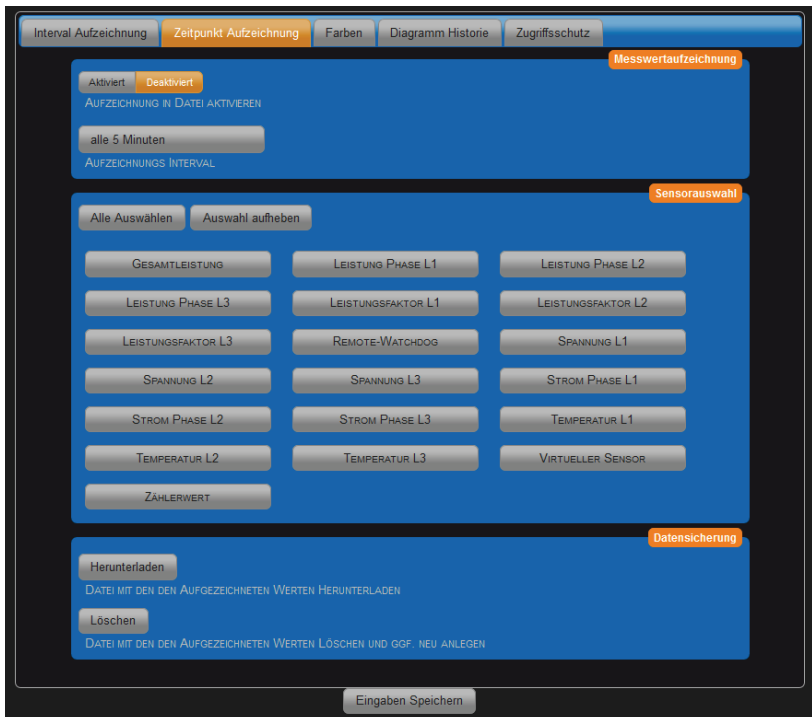 Interval Aufzeichnung Zeitpunkt Aufzeichnung Farben Diagramm Historie Zugriffsschutz
Messwertaufzeichnung
Aktiviert Deaktiviert
Aufzeichnung in Datei aktivieren
alle 5 Minuten
Aufzeichnungs Interval
Sensorauswahl
Alle Auswählen Auswahl aufheben
Gesamtleistung Leistung Phase L1 Leistung Phase L2
Leistung Phase L3 Leistungsfaktor L1 Leistungsfaktor L2
Leistungsfaktor L3 Remote-Watchdog Spannung L1
Spannung L2 Spannung L3 Strom Phase L1
Strom Phase L2 Strom Phase L3 Temperatur L1
Temperatur L2 Temperatur L3 Virtueller Sensor
Zählerwert
Datensicherung
Herunterladen
Datei mit den den Aufgezeichneten Werten Herunterladen
Löschen
Datei mit den den Aufgezeichneten Werten Löschen und ggf. neu anlegen
Eingaben Speichern